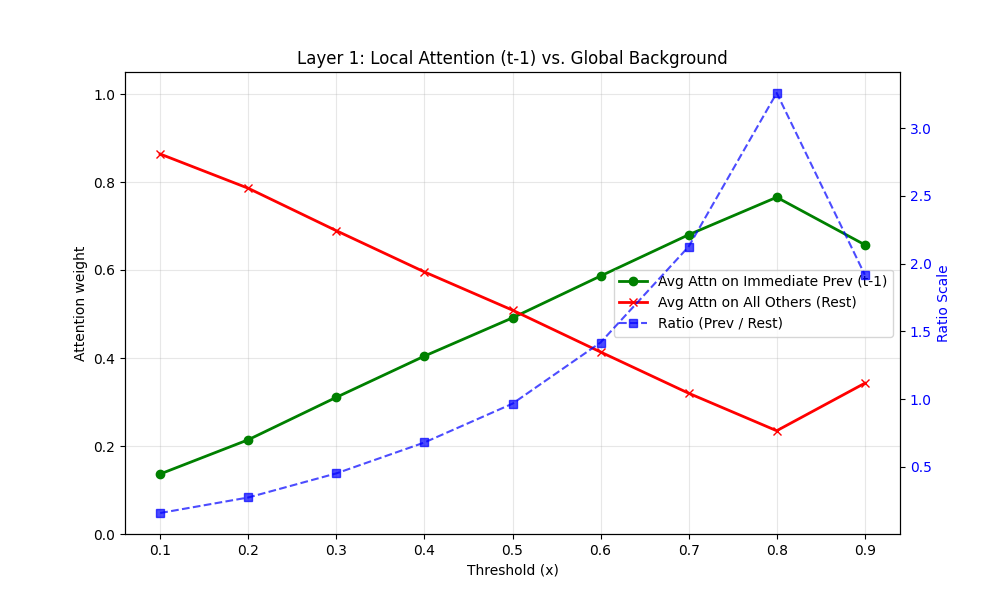 Layer 1: Local Attention (t-1) vs. Global Background
Attention weight
1.0
0.8
0.6
0.4
0.2
0.0
0.1 0.2 0.3 0.4 0.5 0.6 0.7 0.8 0.9
Threshold (x)
3.0
2.5
2.0
1.5
1.0
0.5
Ratio Scale
Avg Attn on Immediate Prev (t-1)
Avg Attn on All Others (Rest)
Ratio (Prev / Rest)